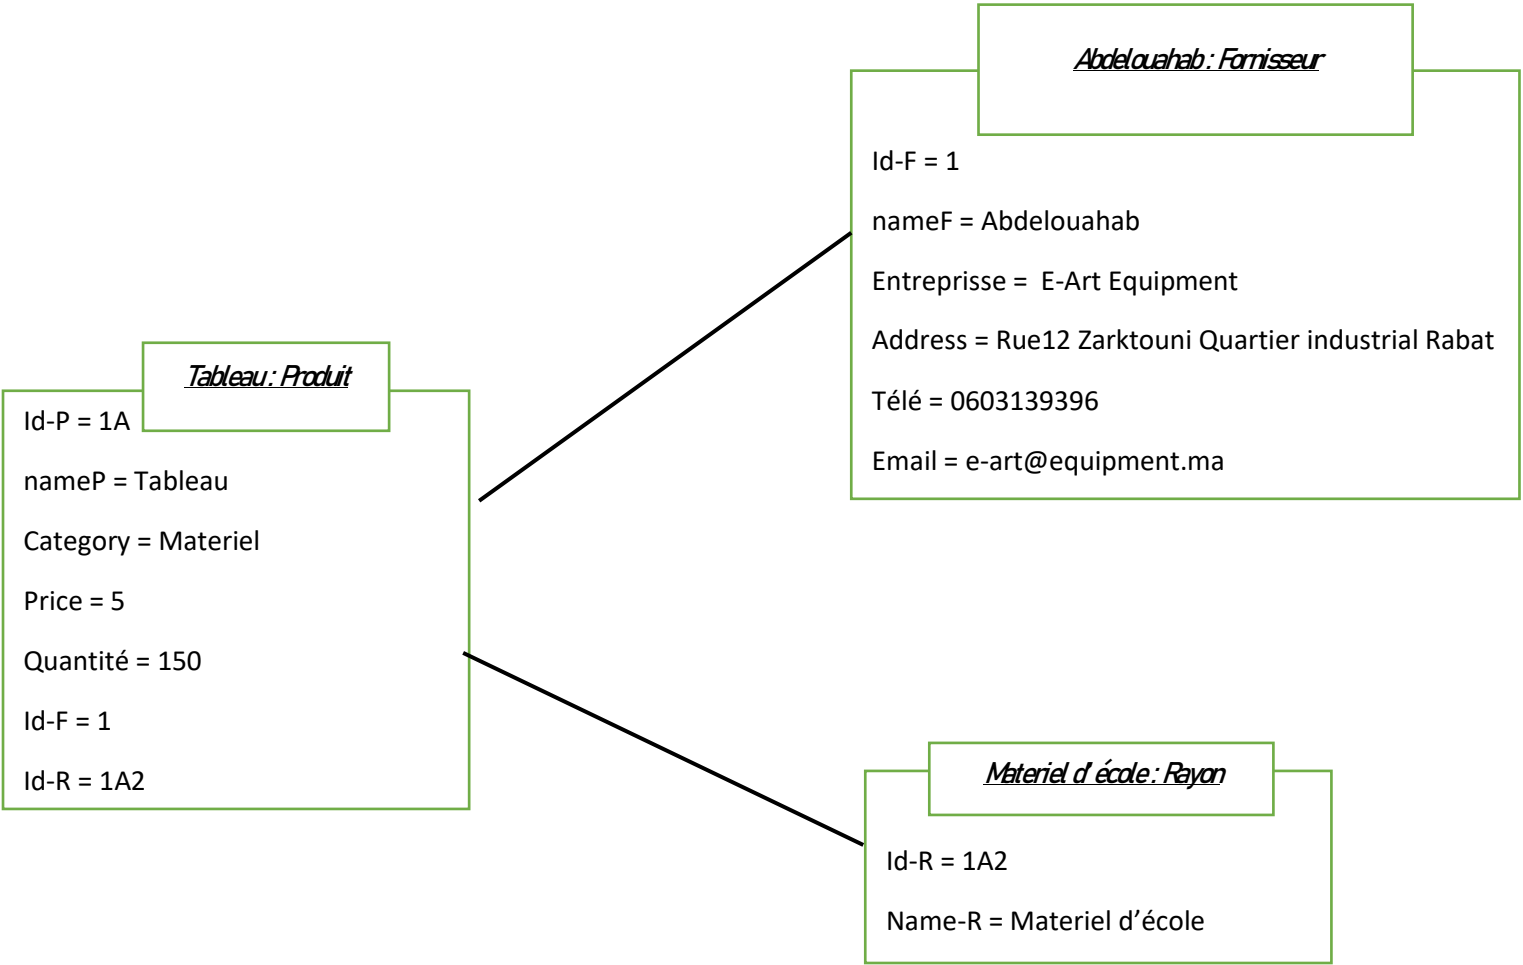 Abdelouahab : Fornisseur
Id-F = 1
nameF = Abdelouahab
Entreprisse = E-Art Equipment
Address = Rue12 Zarktouni Quartier industrial Rabat
Télé = 0603139396
Email = e-art@equipment.ma
Tableau : Produit
Id-P = 1A
nameP = Tableau
Category = Materiel
Price = 5
Quantité = 150
Id-F = 1
Id-R = 1A2
Materiel d' école : Rayon
Id-R = 1A2
Name-R = Materiel d’école